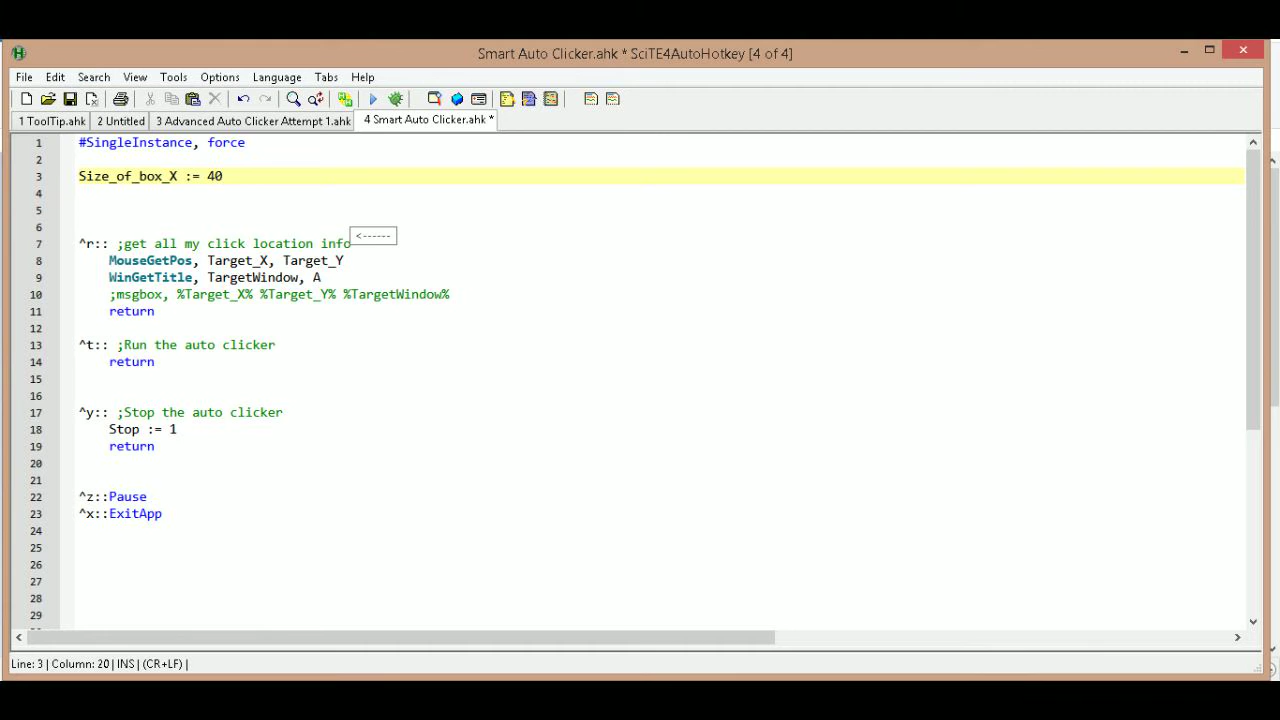 Smart Auto Clicker.ahk * SciTE4AutoHotkey [4 of 4]
File Edit Search View Tools Options Language Tabs Help
1 ToolTip.ahk 2 Untitled 3 Advanced Auto Clicker Attempt 1.ahk 4 Smart Auto Clicker.ahk *
1 #SingleInstance, force
2
3 Size_of_box_X := 40
4
5
6
<------
7 ^r:: ;get all my click location info
8 MouseGetPos, Target_X, Target_Y
9 WinGetTitle, TargetWindow, A
10 ;msgbox, %Target_X% %Target_Y% %TargetWindow%
11 return
12
13 ^t:: ;Run the auto clicker
14 return
15
16
17 ^y:: ;Stop the auto clicker
18 Stop := 1
19 return
20
21
22 ^z::Pause
23 ^x::ExitApp
24
25
26
27
28
29
Line: 3 | Column: 20 | INS | (CR+LF) |